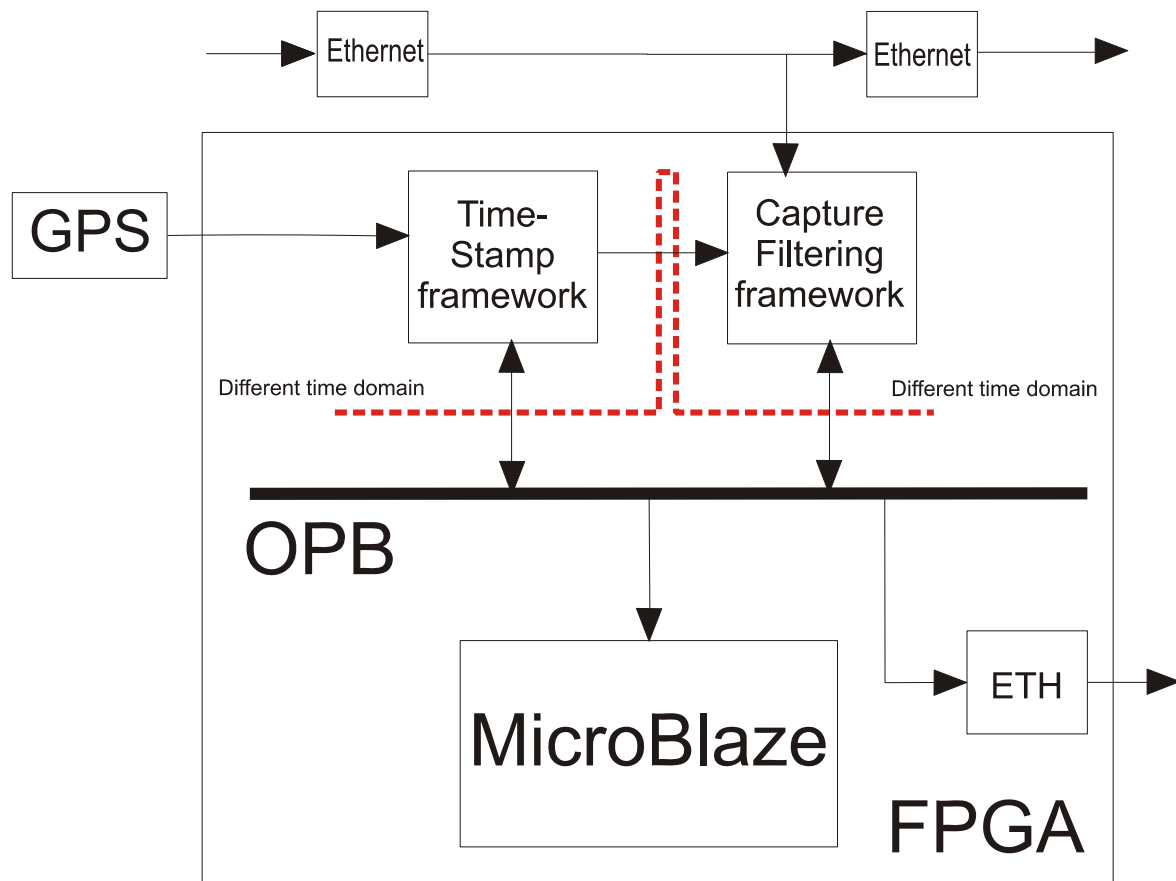 Ethernet
Ethernet
GPS
Time-
Stamp
framework
Capture
Filtering
framework
Different time domain
Different time domain
OPB
MicroBlaze
ETH
FPGA